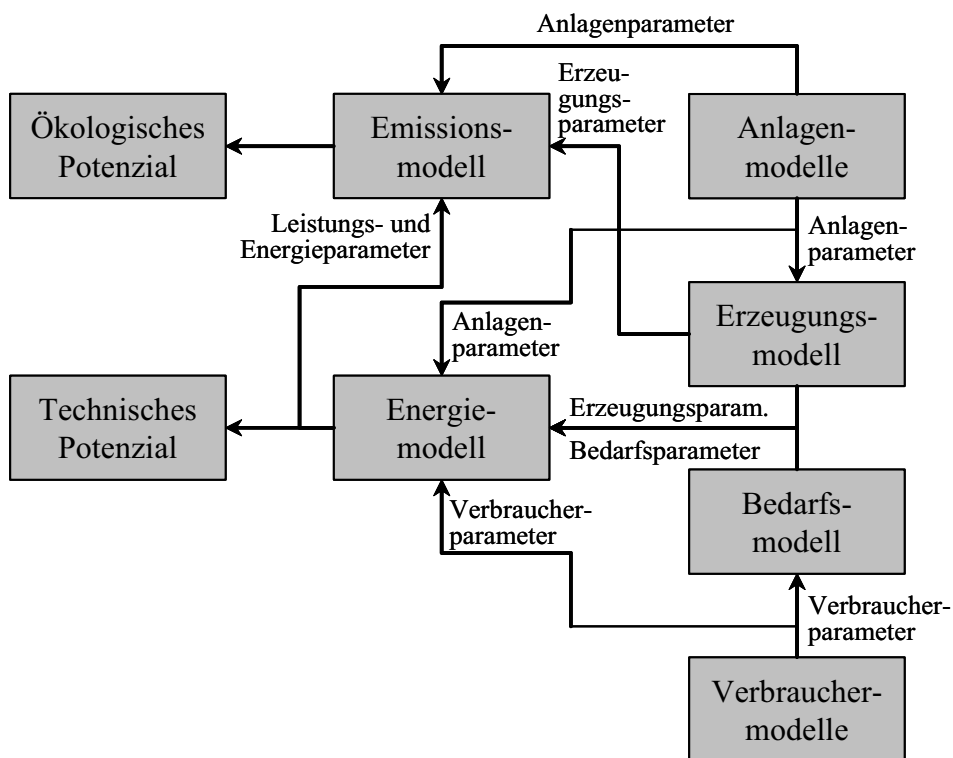 Anlagenparameter
Erzeu-
gungs-
parameter
Ökologisches
Potenzial
Emissions-
modell
Anlagen-
modelle
Leistungs- und
Energieparameter
Anlagen-
parameter
Anlagen-
parameter
Erzeugungs-
modell
Technisches
Potenzial
Energie-
modell
Erzeugungsparam.
Bedarfsparameter
Verbraucher-
parameter
Bedarfs-
modell
Verbraucher-
parameter
Verbraucher-
modelle